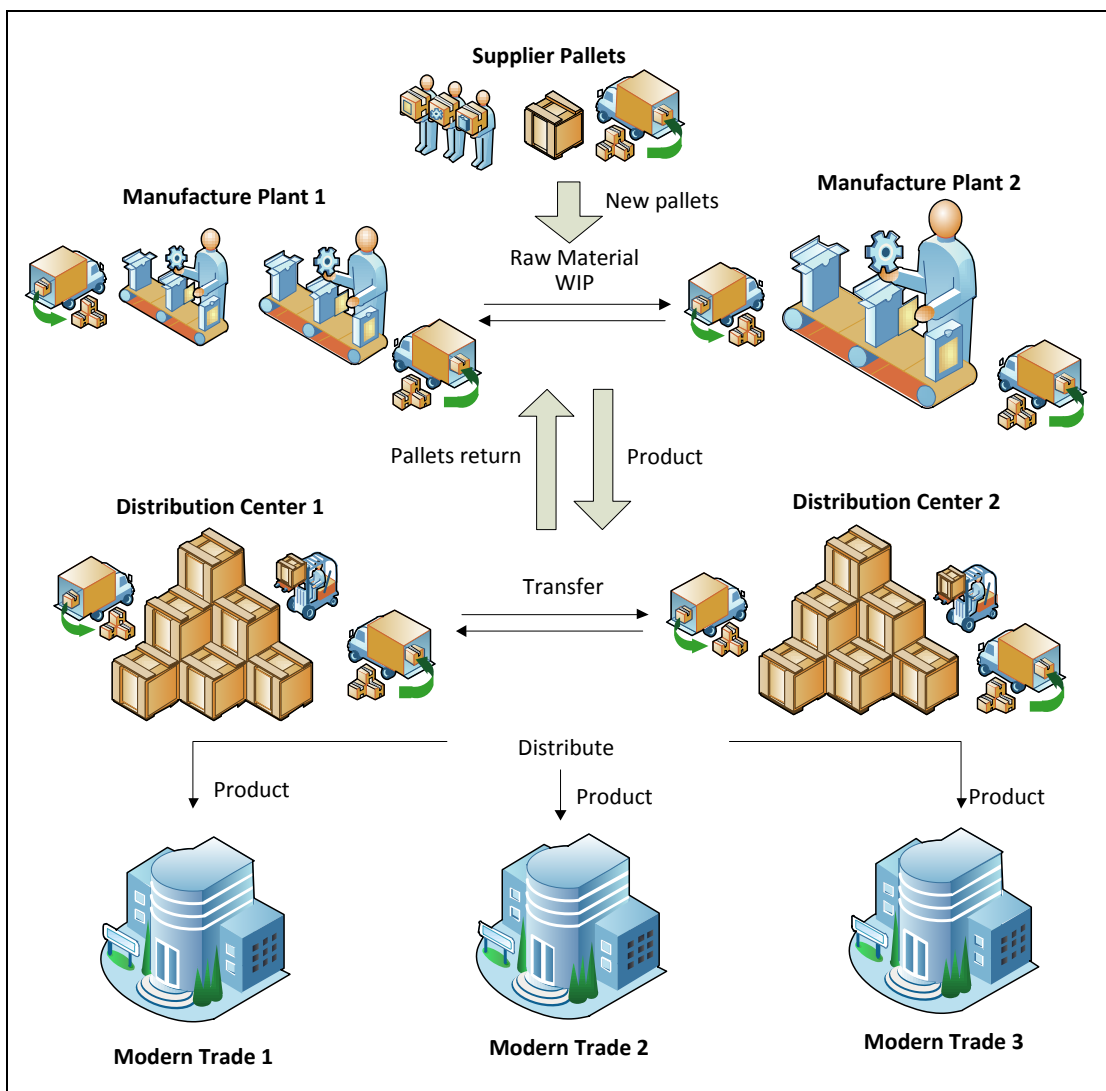 Supplier Pallets
Manufacture Plant 1
Manufacture Plant 2
New pallets
Raw Material
WIP
Pallets return
Product
Distribution Center 1
Distribution Center 2
Transfer
Distribute
Product
Product
Product
Modern Trade 1
Modern Trade 2
Modern Trade 3